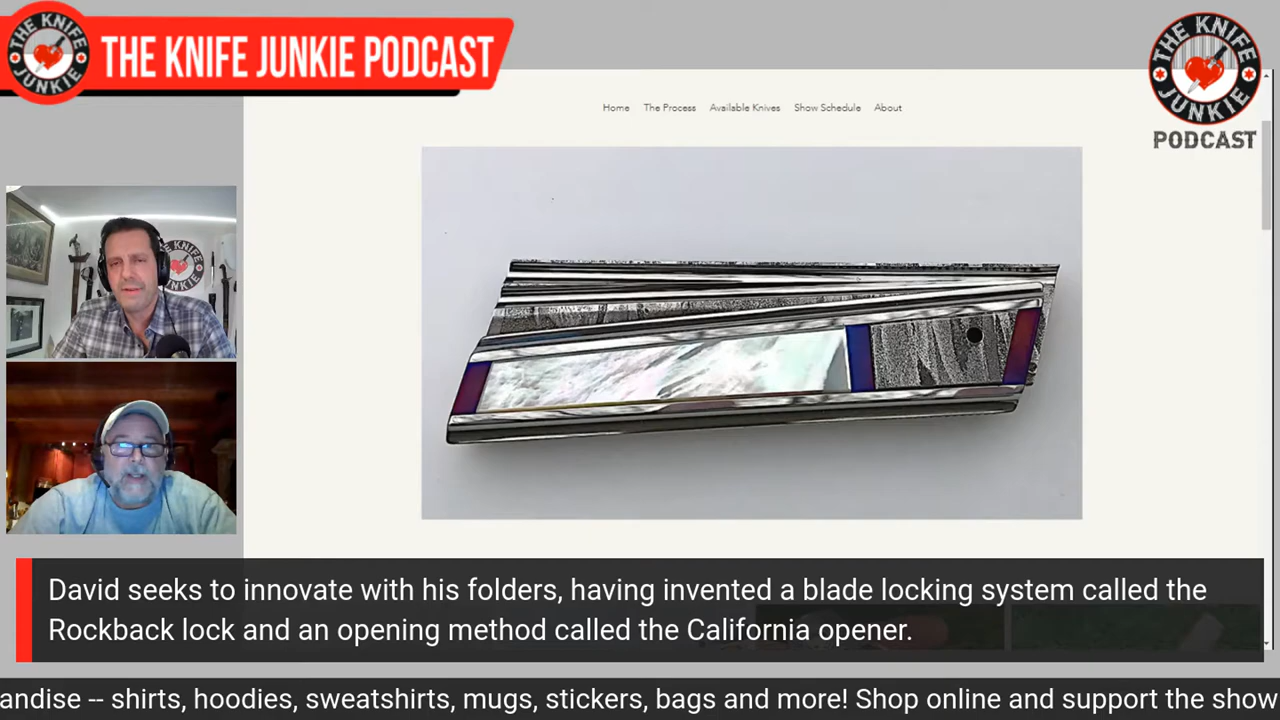 THE KNIFE JUNKIE
THE KNIFE JUNKIE PODCAST
THE KNIFE
JUNKIE
PODCAST
Home The Process Available Knives Show Schedule About
THE KNIFE
JUNKIE
David seeks to innovate with his folders, having invented a blade locking system called the
Rockback lock and an opening method called the California opener.
andise -- shirts, hoodies, sweatshirts, mugs, stickers, bags and more! Shop online and support the show